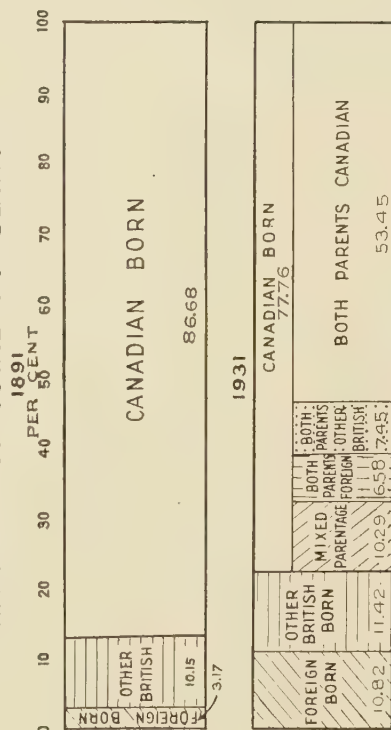 1891
PER CENT
0 10 20 30 40 50 60 70 80 90 100
FOREIGN BORN
3.17
OTHER
BRITISH
10.15
CANADIAN BORN
86.68
1931
FOREIGN
BORN
10.82
OTHER
BRITISH
BORN
11.42
CANADIAN BORN
77.76
MIXED
PARENTAGE
10.29
BOTH
PARENTS
FOREIGN
6.58
BOTH
PARENTS
OTHER
BRITISH
7.45
BOTH PARENTS CANADIAN
53.45